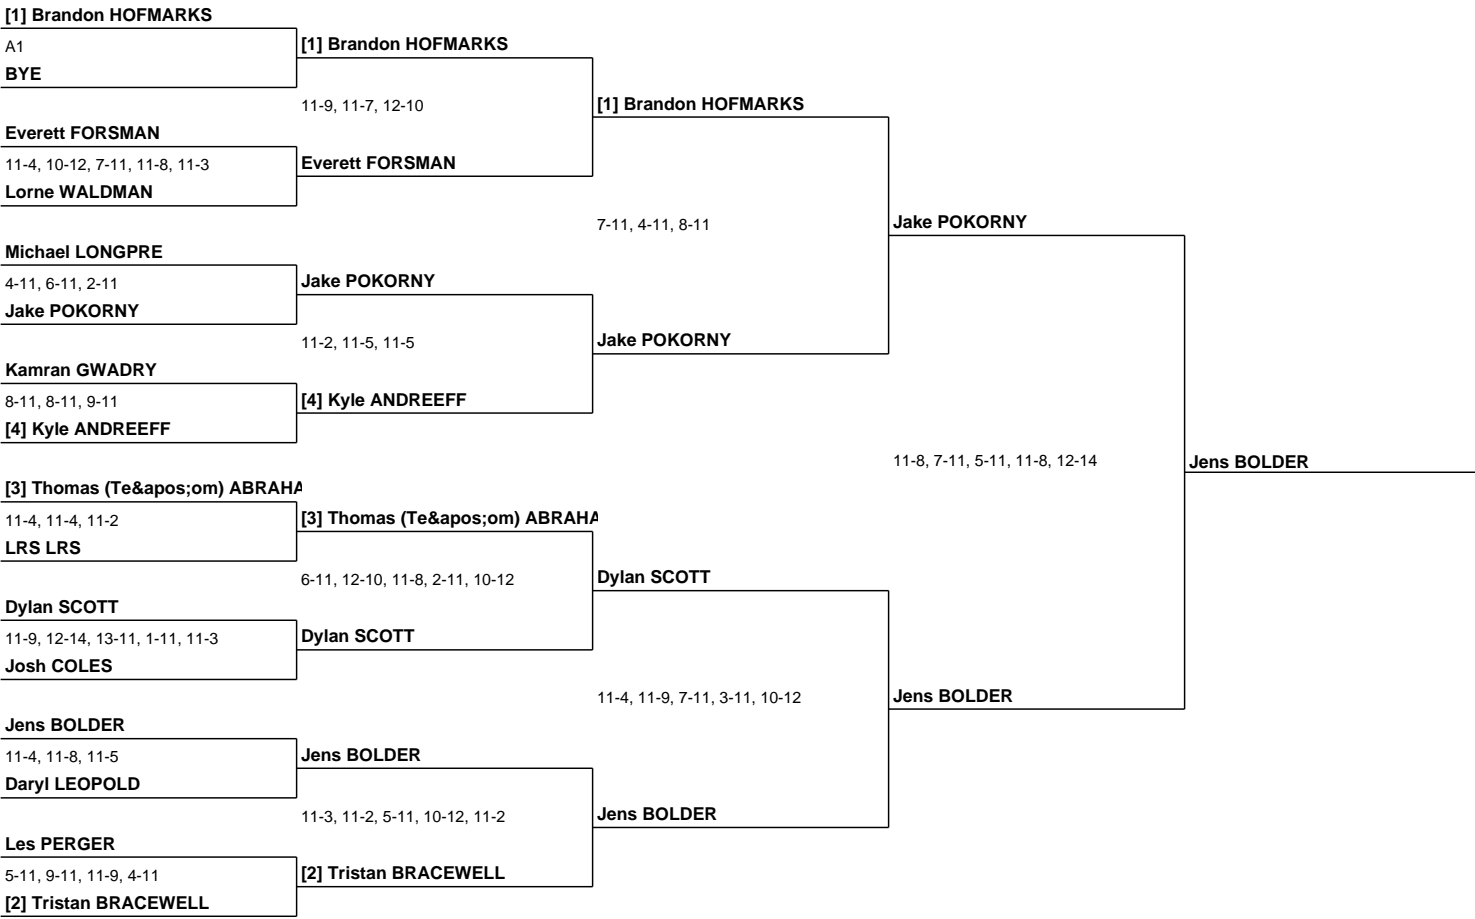 [1] Brandon HOFMARKS
A1
BYE
[1] Brandon HOFMARKS
11-9, 11-7, 12-10
[1] Brandon HOFMARKS
Everett FORSMAN
11-4, 10-12, 7-11, 11-8, 11-3
Lorne WALDMAN
Everett FORSMAN
7-11, 4-11, 8-11
Jake POKORNY
Michael LONGPRE
4-11, 6-11, 2-11
Jake POKORNY
Jake POKORNY
11-2, 11-5, 11-5
Jake POKORNY
Kamran GWADRY
8-11, 8-11, 9-11
[4] Kyle ANDREEFF
[4] Kyle ANDREEFF
11-8, 7-11, 5-11, 11-8, 12-14
Jens BOLDER
[3] Thomas (Te&apos;om) ABRAHA
11-4, 11-4, 11-2
LRS LRS
[3] Thomas (Te&apos;om) ABRAHA
6-11, 12-10, 11-8, 2-11, 10-12
Dylan SCOTT
Dylan SCOTT
11-9, 12-14, 13-11, 1-11, 11-3
Josh COLES
Dylan SCOTT
11-4, 11-9, 7-11, 3-11, 10-12
Jens BOLDER
Jens BOLDER
11-4, 11-8, 11-5
Daryl LEOPOLD
Jens BOLDER
11-3, 11-2, 5-11, 10-12, 11-2
Jens BOLDER
Les PERGER
5-11, 9-11, 11-9, 4-11
[2] Tristan BRACEWELL
[2] Tristan BRACEWELL